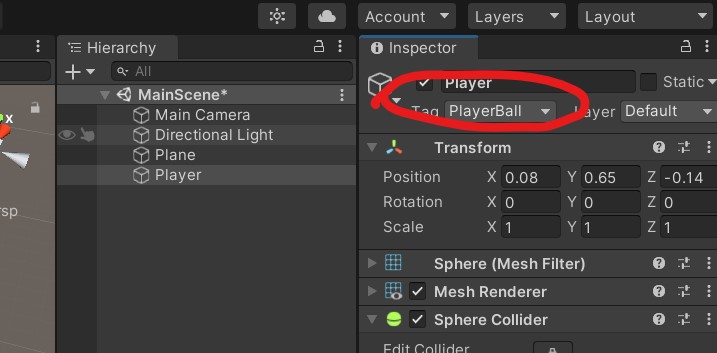 Account Layers Layout
Hierarchy
All
MainScene*
Main Camera
Directional Light
Plane
Player
x
rsp
Inspector
Player Static
Tag PlayerBall Layer Default
Transform
Position X 0.08 Y 0.65 Z -0.14
Rotation X 0 Y 0 Z 0
Scale X 1 Y 1 Z 1
Sphere (Mesh Filter)
Mesh Renderer
Sphere Collider
Edit Collider